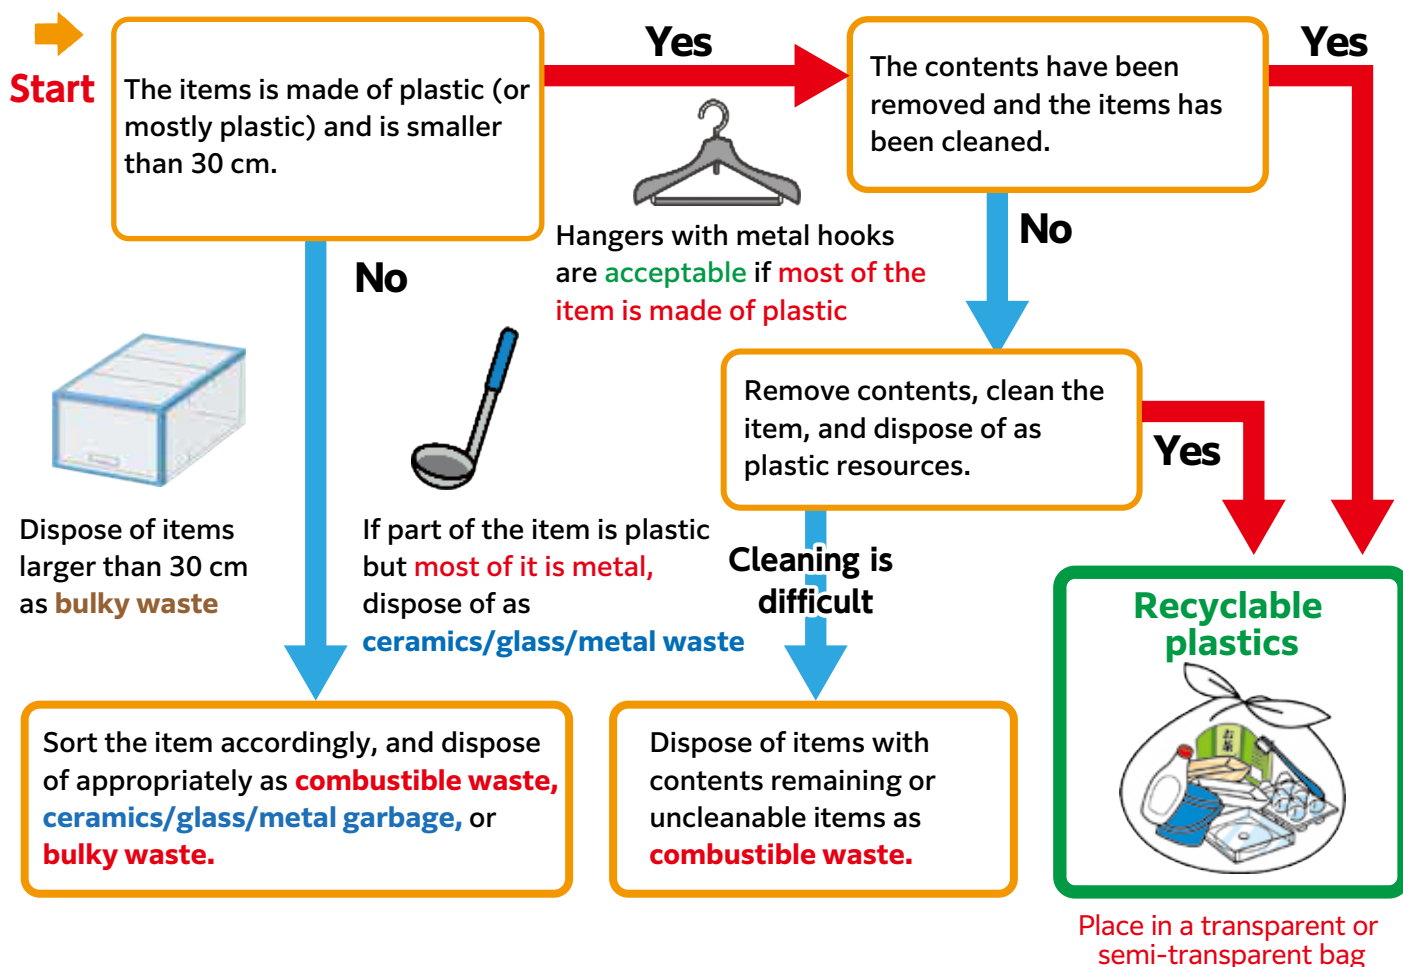 Start
The items is made of plastic (or
mostly plastic) and is smaller
than 30 cm.
Yes
The contents have been
removed and the items has
been cleaned.
Yes
No
No
Hangers with metal hooks
are acceptable if most of the
item is made of plastic
Remove contents, clean the
item, and dispose of as
plastic resources.
Yes
Dispose of items
larger than 30 cm
as bulky waste
If part of the item is plastic
but most of it is metal,
dispose of as
ceramics/glass/metal waste
Cleaning is
difficult
Sort the item accordingly, and dispose
of appropriately as combustible waste,
ceramics/glass/metal garbage, or
bulky waste.
Dispose of items with
contents remaining or
uncleanable items as
combustible waste.
Recyclable
plastics
お茶
Place in a transparent or
semi-transparent bag